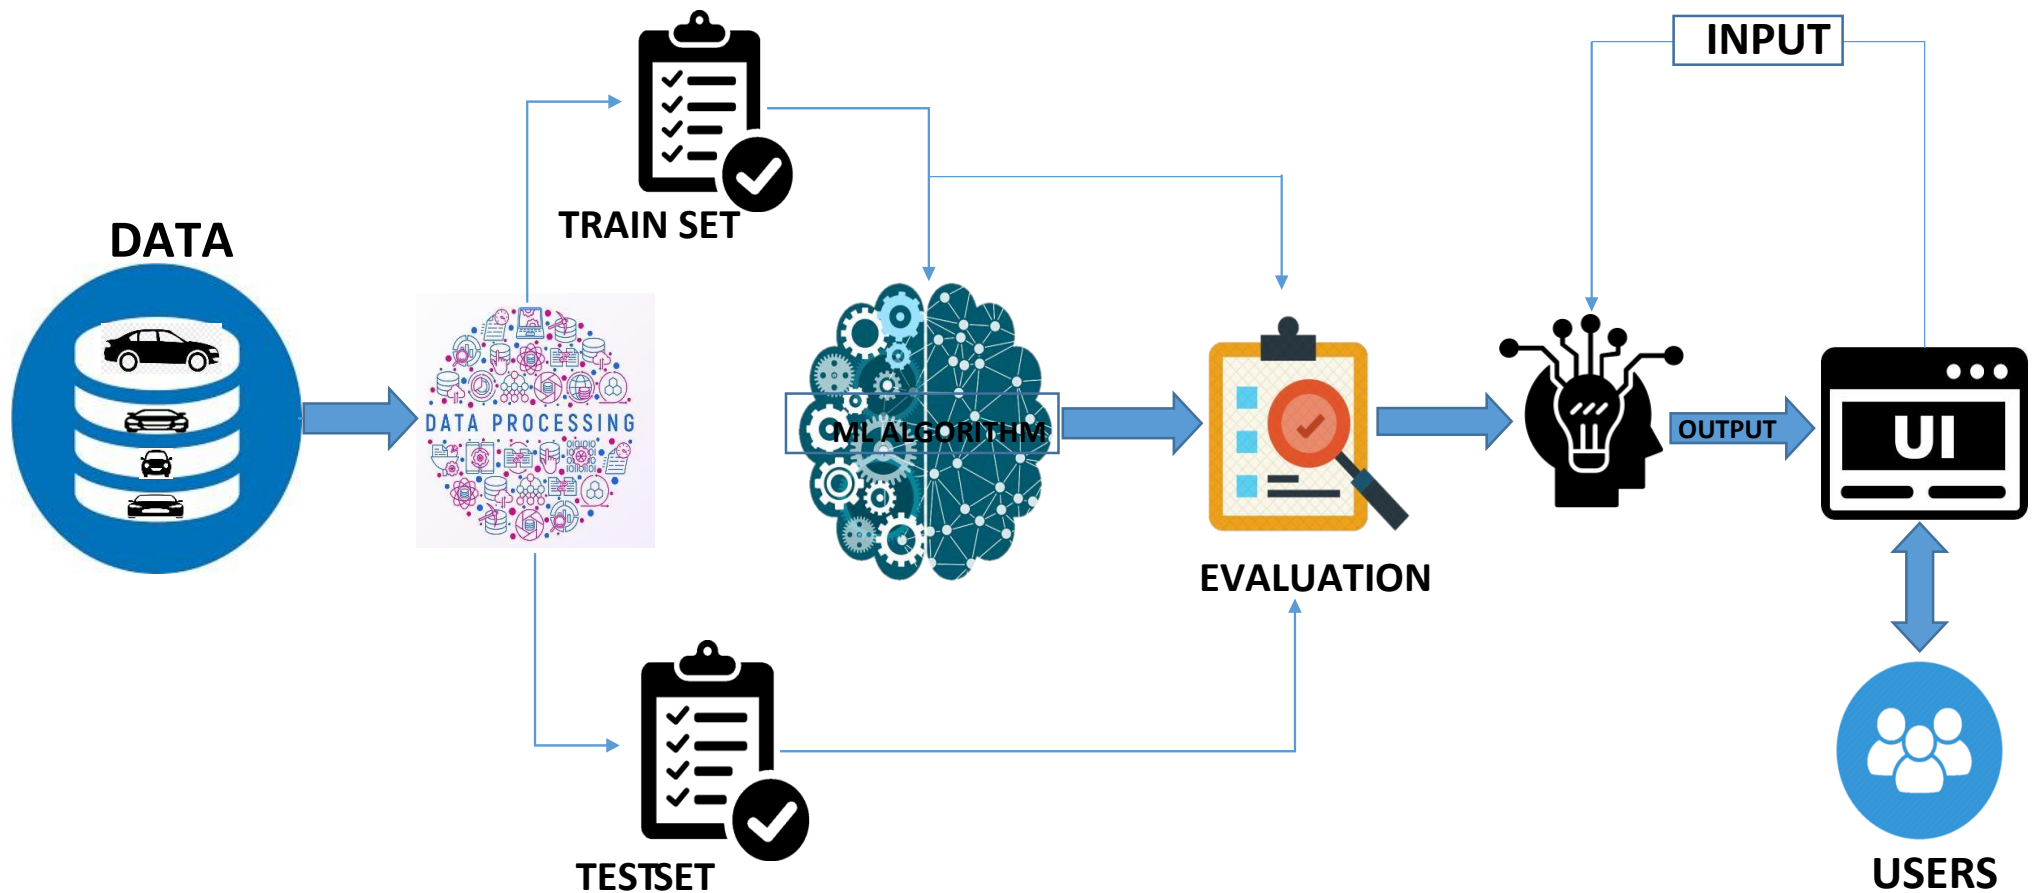 INPUT
TRAIN SET
DATA
DATA PROCESSING
ML ALGORITHM
OUTPUT
UI
EVALUATION
TESTSET
USERS